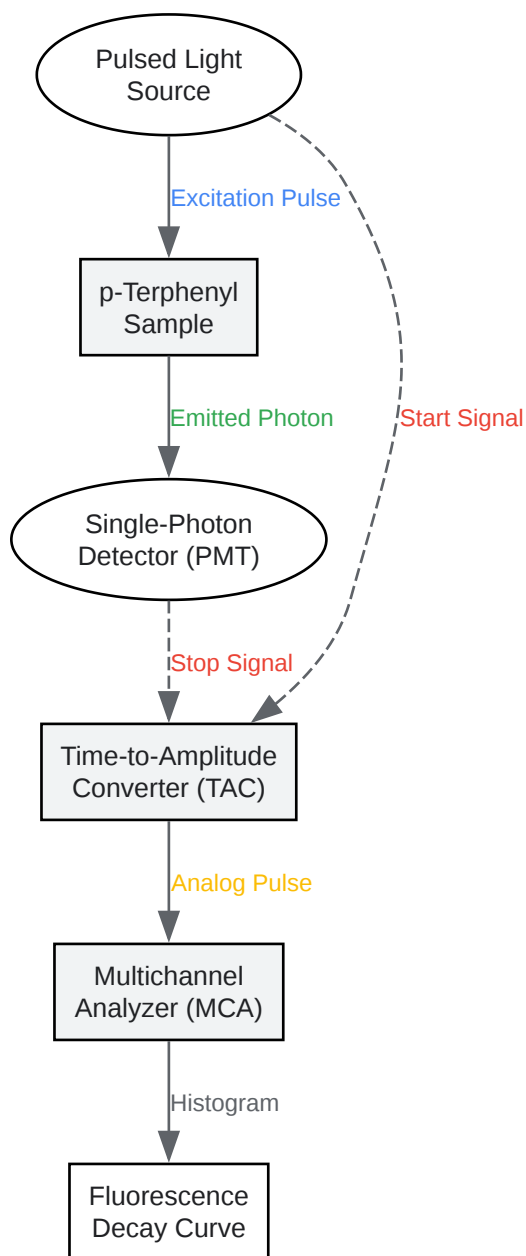 Pulsed Light
Source
Excitation Pulse
p-Terphenyl
Sample
Emitted Photon
Start Signal
Single-Photon
Detector (PMT)
Stop Signal
Time-to-Amplitude
Converter (TAC)
Analog Pulse
Multichannel
Analyzer (MCA)
Histogram
Fluorescence
Decay Curve